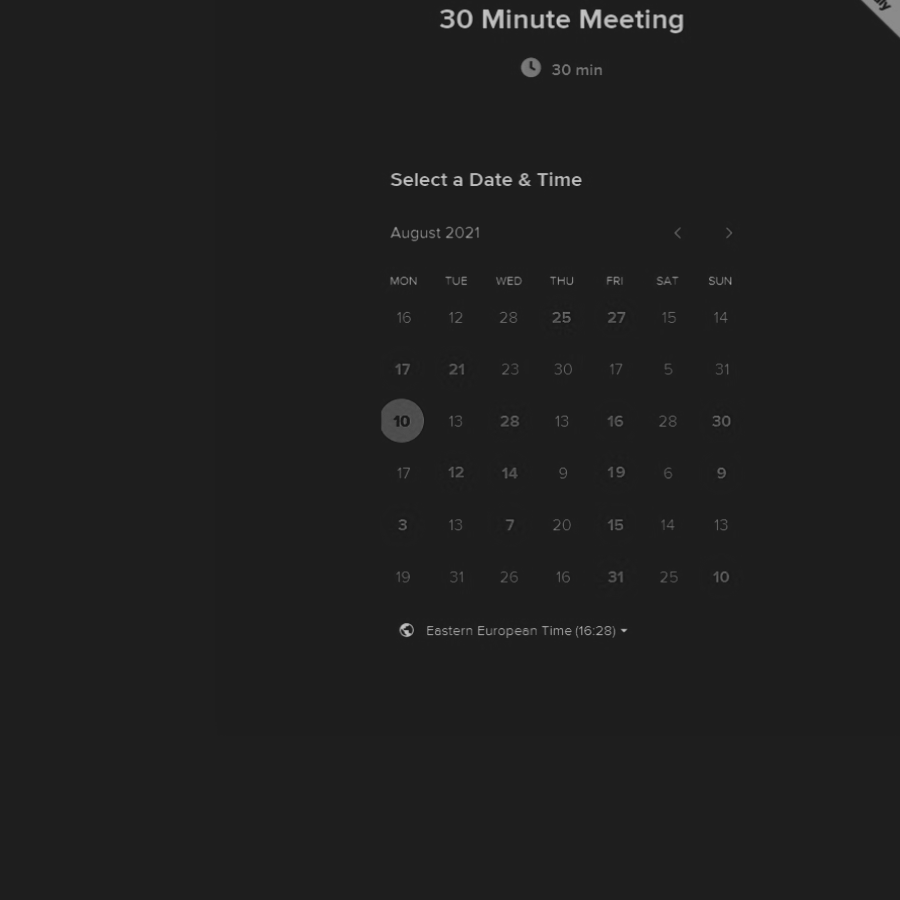 30 Minute Meeting
30 min
Select a Date & Time
August 2021
MON TUE WED THU FRI SAT SUN
16 12 28 25 27 15 14
17 21 23 30 17 5 31
10 13 28 13 16 28 30
17 12 14 9 19 6 9
3 13 7 20 15 14 13
19 31 26 16 31 25 10
Eastern European Time (16:28)